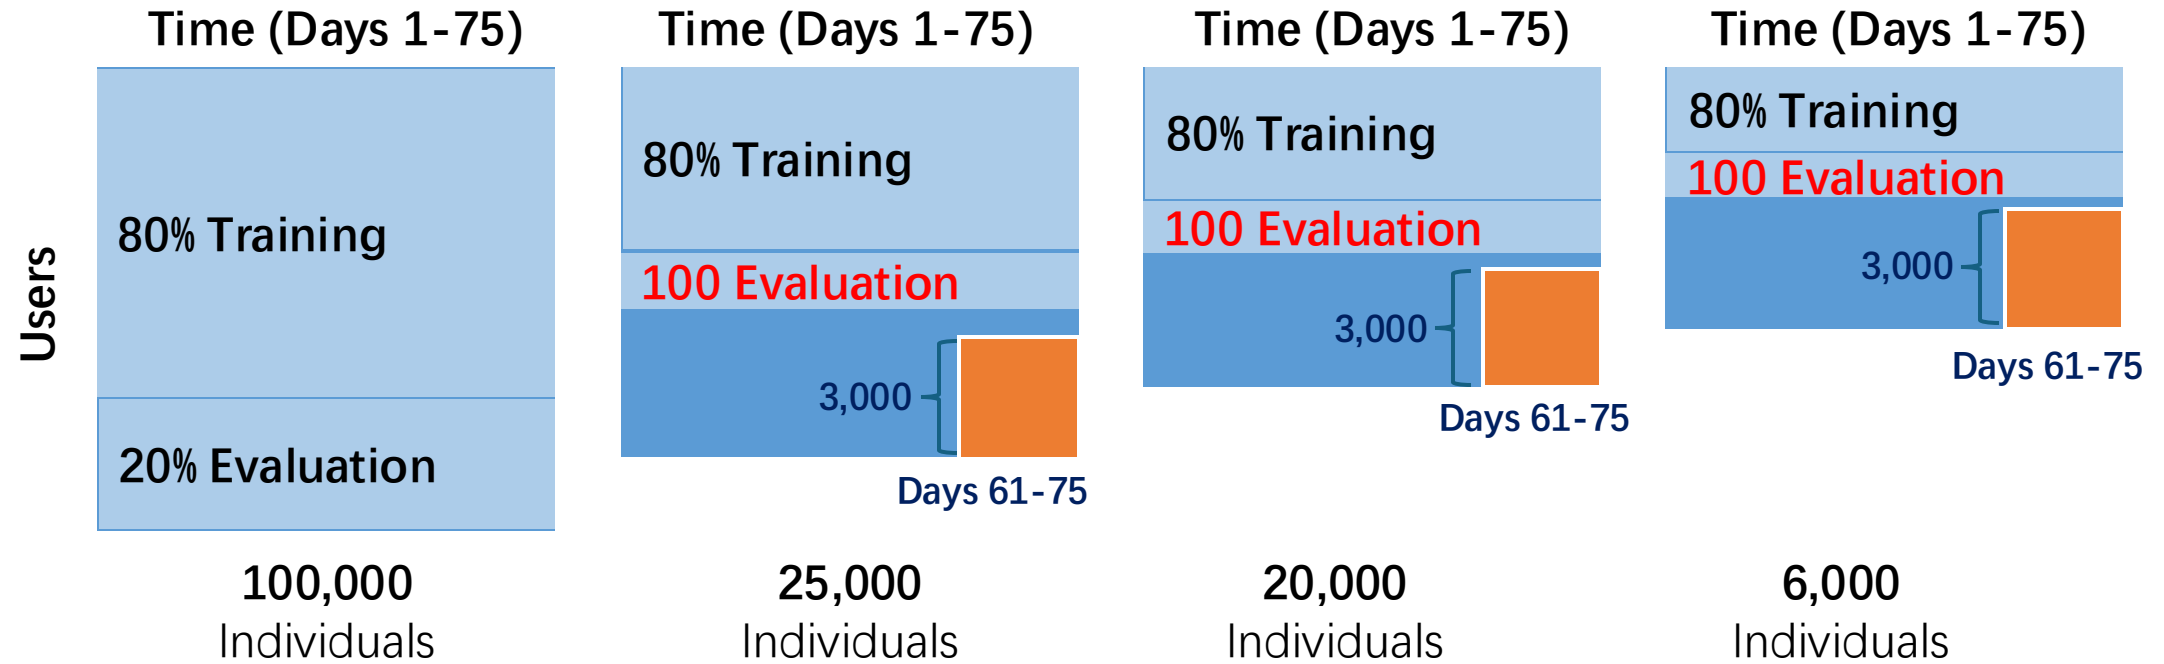 Time (Days 1-75)
Time (Days 1-75)
Time (Days 1-75)
Time (Days 1-75)
Users
80% Training
20% Evaluation
100,000
Individuals
80% Training
100 Evaluation
3,000
Days 61-75
25,000
Individuals
80% Training
100 Evaluation
3,000
Days 61-75
20,000
Individuals
80% Training
100 Evaluation
3,000
Days 61-75
6,000
Individuals